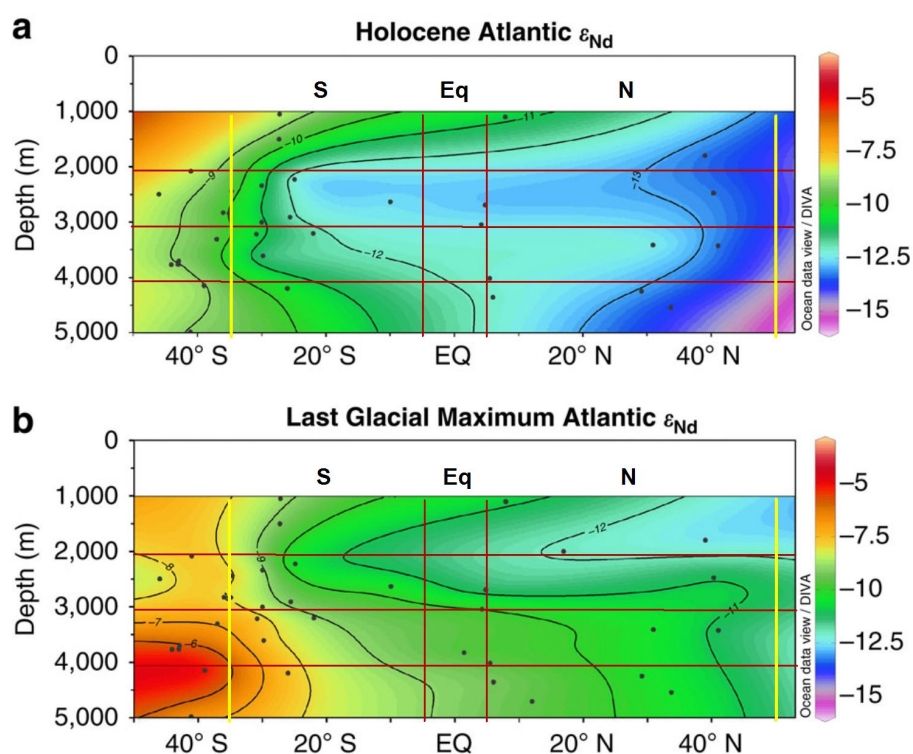 a
Holocene Atlantic εNd
0
1,000
2,000
3,000
4,000
5,000
Depth (m)
S Eq N
-9
-10
-11
-12
-13
40° S 20° S EQ 20° N 40° N
−5
−7.5
−10
−12.5
−15
Ocean data view / DIVA
b
Last Glacial Maximum Atlantic εNd
0
1,000
2,000
3,000
4,000
5,000
Depth (m)
S Eq N
-8
-9
-7
-6
-12
-11
40° S 20° S EQ 20° N 40° N
−5
−7.5
−10
−12.5
−15
Ocean data view / DIVA